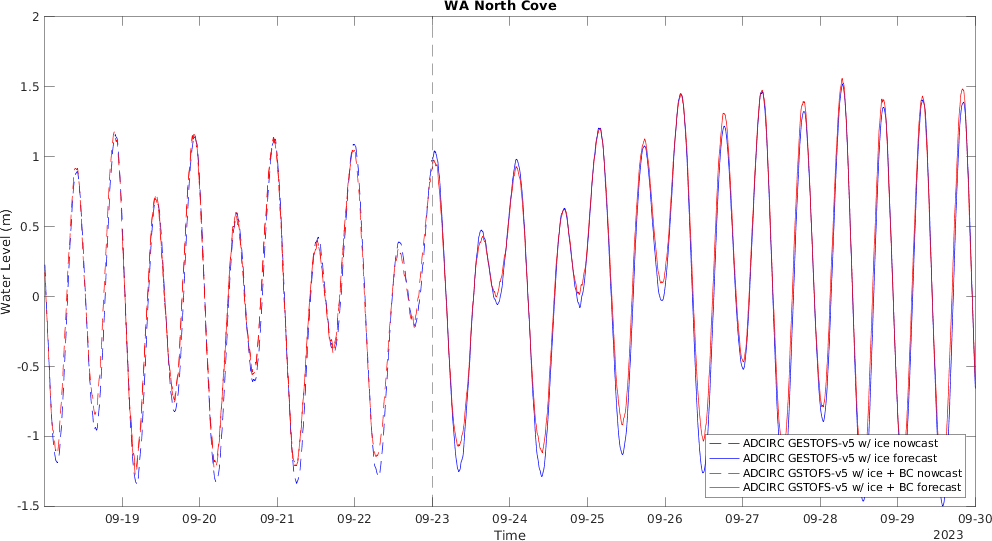 WA North Cove
2
1.5
1
0.5
0
-0.5
-1
-1.5
Water Level (m)
ADCIRC GESTOFS-v5 w/ ice nowcast
ADCIRC GESTOFS-v5 w/ ice forecast
ADCIRC GSTOFS-v5 w/ ice + BC nowcast
ADCIRC GSTOFS-v5 w/ ice + BC forecast
09-19 09-20 09-21 09-22 09-23 09-24 09-25 09-26 09-27 09-28 09-29 09-30
Time
2023